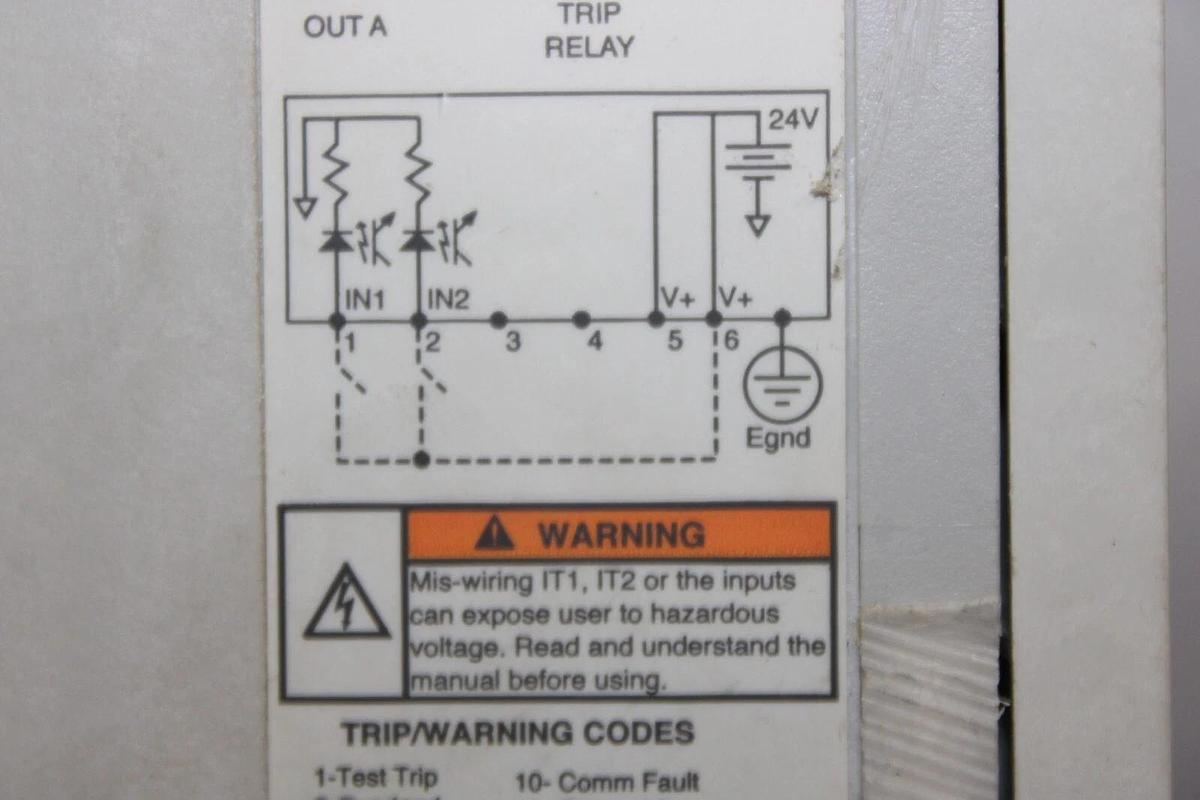 OUT A
TRIP
RELAY
24V
IN1 IN2 V+ V+
1 2 3 4 5 6
Egnd
WARNING
Mis-wiring IT1, IT2 or the inputs
can expose user to hazardous
voltage. Read and understand the
manual before using.
TRIP/WARNING CODES
1-Test Trip 10- Comm Fault